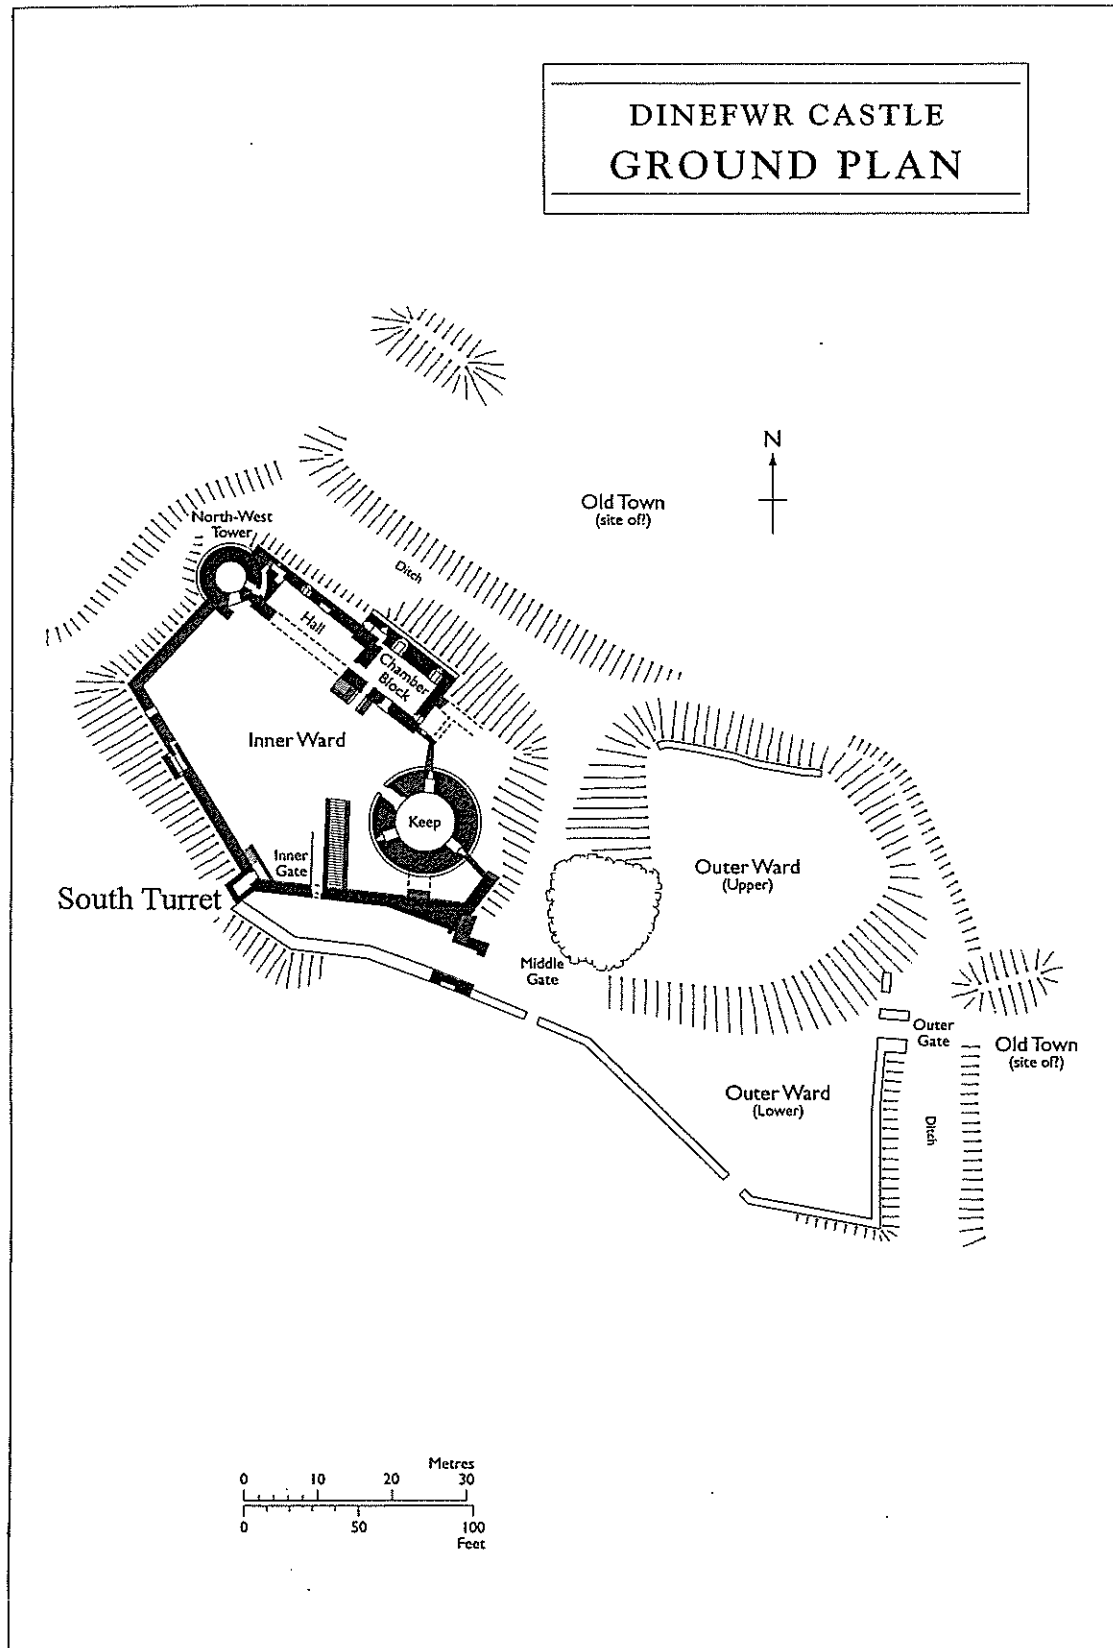 DINEFWR CASTLE
GROUND PLAN
N
Old Town
(site of?)
North-West
Tower
Ditch
Hall
Chamber
Block
Inner Ward
Keep
Inner
Gate
South Turret
Outer Ward
(Upper)
Middle
Gate
Outer
Gate
Old Town
(site of?)
Outer Ward
(Lower)
Ditch
Metres
0 10 20 30
0 50 100
Feet